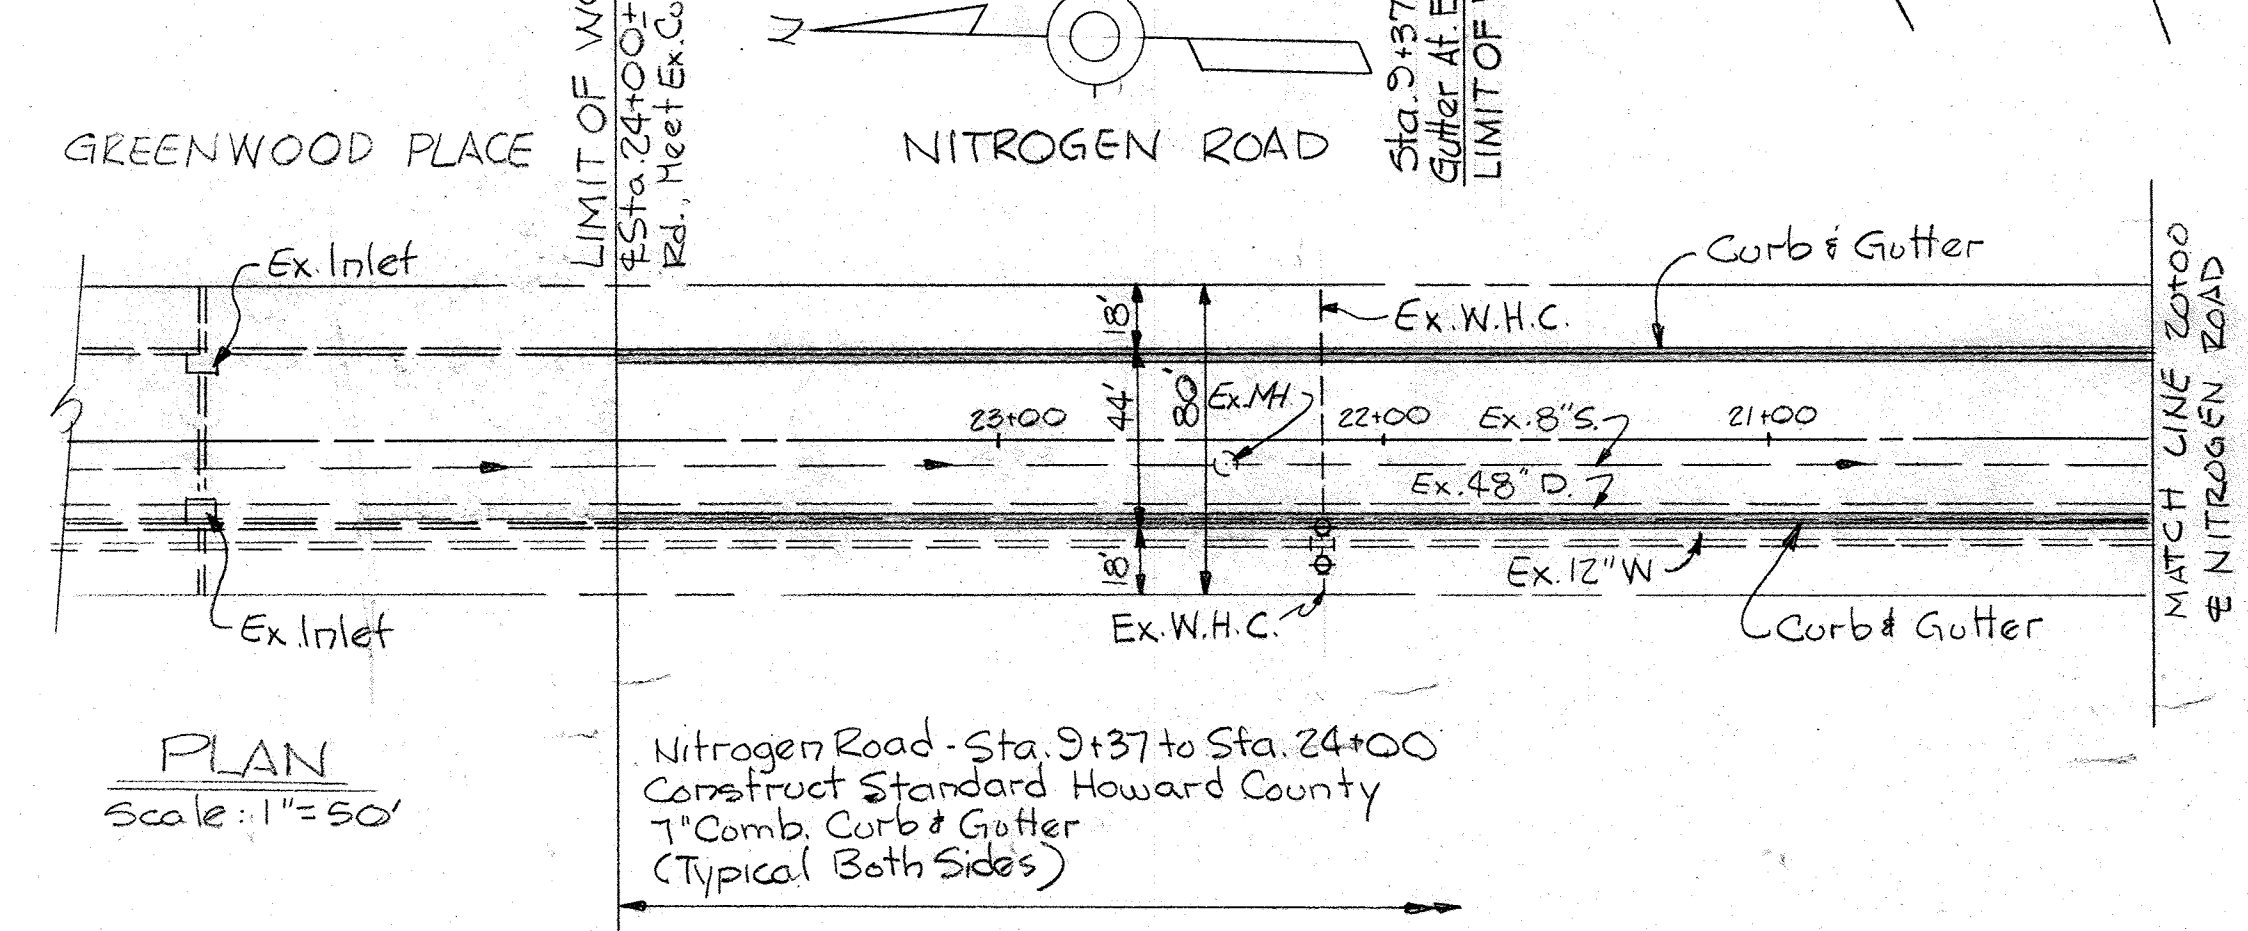 N
GREENWOOD PLACE
LIMIT OF
℄ Sta. 24+00±
Rd., Meet Ex. Co
NITROGEN ROAD
Sta. 9+37
Gutter At. E
LIMIT OF
Ex. Inlet
Curb & Gutter
18'
Ex. W.H.C.
44'
80'
Ex. MH.
23+00
22+00
Ex. 8" S.
21+00
Ex. 48" D.
18'
Ex. 12" W
Ex. Inlet
Ex. W.H.C.
Curb & Gutter
MATCH LINE 20+00
℄ NITROGEN ROAD
PLAN
Scale: 1"=50'
Nitrogen Road - Sta. 9+37 to Sta. 24+00
Construct Standard Howard County
7" Comb. Curb & Gutter
(Typical Both Sides)